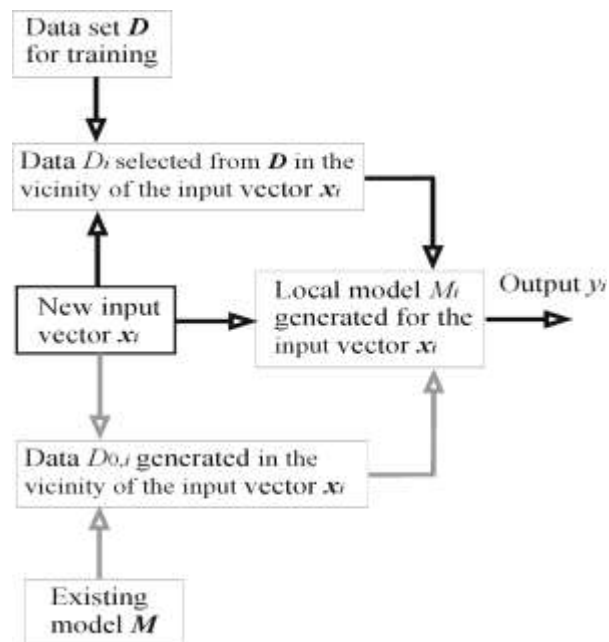 Data set D
for training
Data Di selected from D in the
vicinity of the input vector xi
New input
vector xi
Local model Mi
generated for the
input vector xi
Output yi
Data D0,i generated in the
vicinity of the input vector xi
Existing
model M